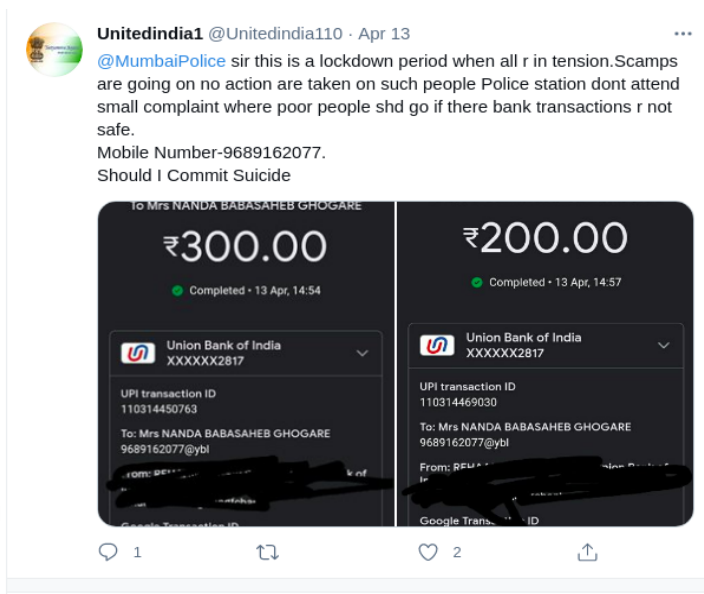 Unitedindia1 @Unitedindia110 · Apr 13
@MumbaiPolice sir this is a lockdown period when all r in tension.Scamps
are going on no action are taken on such people Police station dont attend
small complaint where poor people shd go if there bank transactions r not
safe.
Mobile Number-9689162077.
Should I Commit Suicide
To Mrs NANDA BABASAHEB GHOGARE
₹300.00
Completed • 13 Apr, 14:54
Union Bank of India
XXXXXX2817
UPI transaction ID
110314450763
To: Mrs NANDA BABASAHEB GHOGARE
9689162077@ybl
Google Transaction ID
₹200.00
Completed • 13 Apr, 14:57
Union Bank of India
XXXXXX2817
UPI transaction ID
110314469030
To: Mrs NANDA BABASAHEB GHOGARE
9689162077@ybl
From:
Google ID
1
2